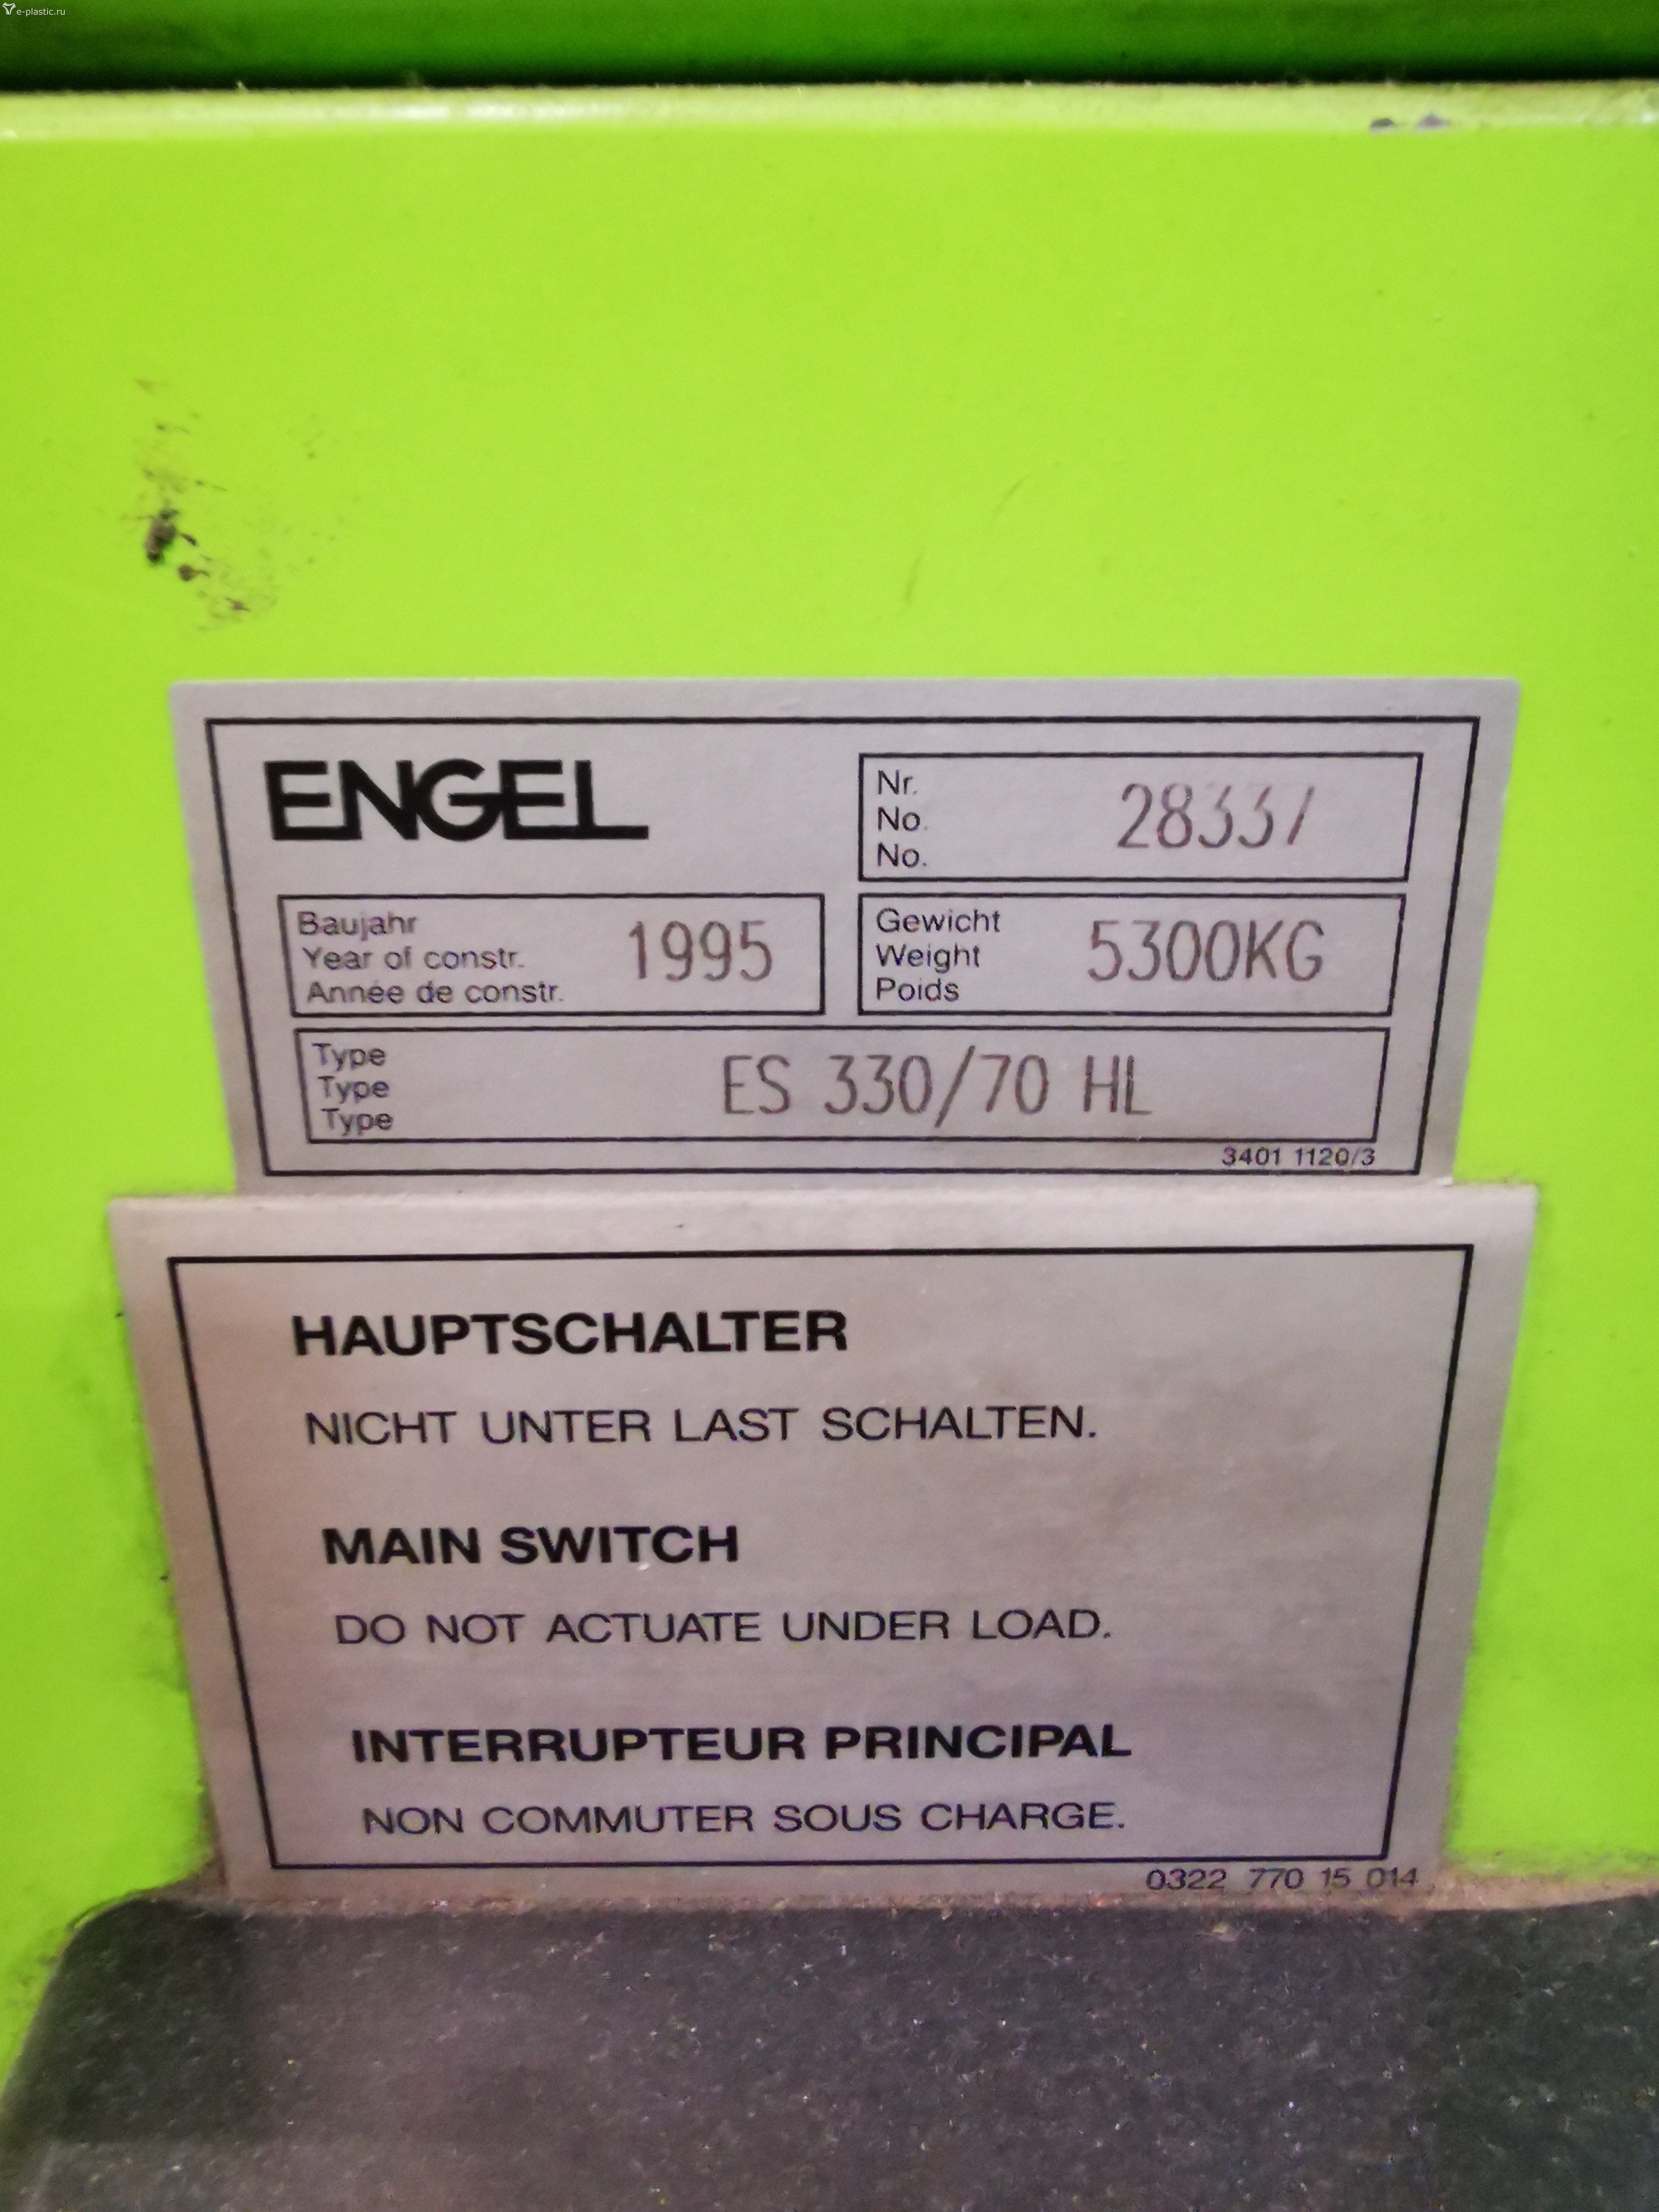 e-plastic.ru
ENGEL
Nr.
No.
No.
Baujahr
Year of constr.
Année de constr.
1995
Gewicht
Weight
Poids
5300KG
Type
Type
Type
ES 330/70 HL
3401 1120/3
HAUPTSCHALTER
NICHT UNTER LAST SCHALTEN.
MAIN SWITCH
DO NOT ACTUATE UNDER LOAD.
INTERRUPTEUR PRINCIPAL
NON COMMUTER SOUS CHARGE.
0322 770 15 014